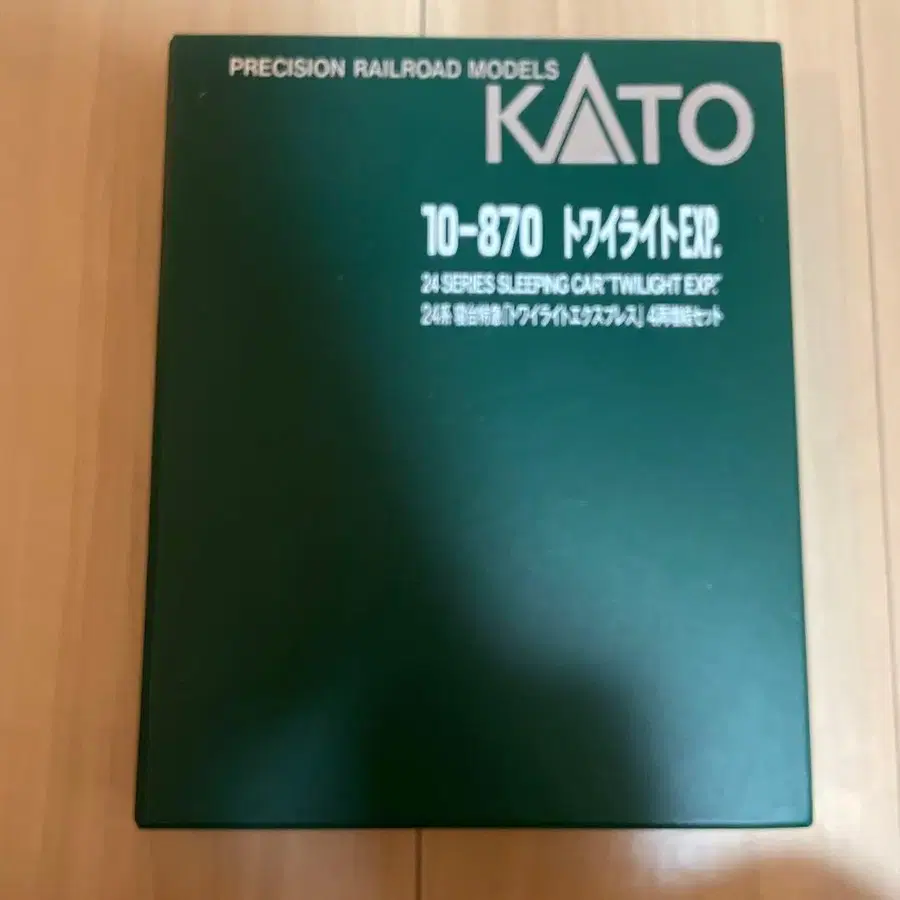 PRECISION RAILROAD MODELS
KATO
10-870 トワイライトEXP.
24 SERIES SLEEPING CAR "TWILIGHT EXP."
24系 寝台特急「トワイライトエクスプレス」 4両増結セット